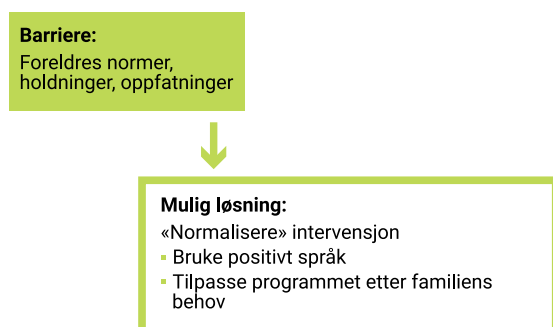 Barriere:
Foreldres normer,
holdninger, oppfatninger
Mulig løsning:
«Normalisere» intervensjon
▪ Bruke positivt språk
▪ Tilpasse programmet etter familiens
behov